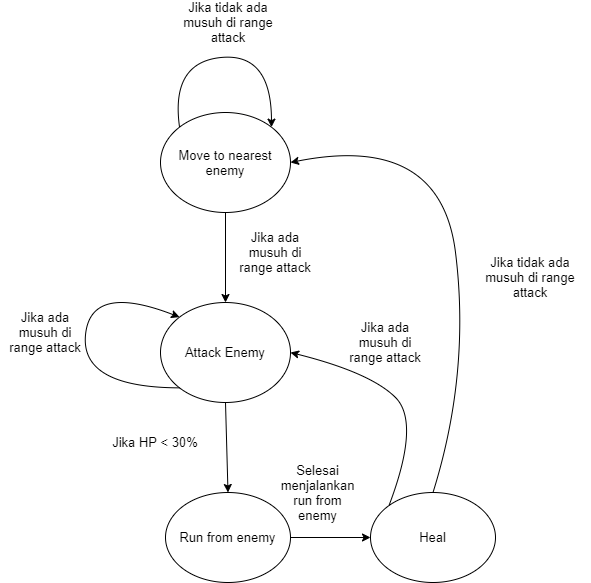 Jika tidak ada
musuh di range
attack
Move to nearest
enemy
Jika ada
musuh di
range attack
Jika tidak ada
musuh di range
attack
Jika ada
musuh di
range attack
Attack Enemy
Jika ada
musuh di
range attack
Jika HP < 30%
Selesai
menjalankan
run from
enemy
Run from enemy
Heal